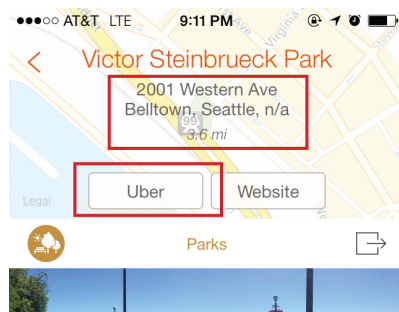 AT&T LTE 9:11 PM
Victor Steinbrueck Park
2001 Western Ave
Belltown, Seattle, n/a
99
3.6 mi
Uber Website
Legal
Parks